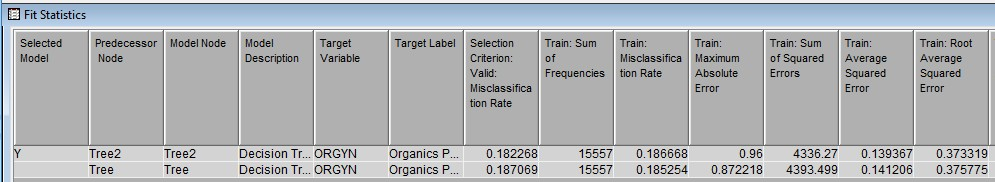 Fit Statistics
Selected Model	Predecessor Node	Model Node	Model Description	Target Variable	Target Label	Selection Criterion: Valid: Misclassifica tion Rate	Train: Sum of Frequencies	Train: Misclassifica tion Rate	Train: Maximum Absolute Error	Train: Sum of Squared Errors	Train: Average Squared Error	Train: Root Average Squared Error
Y	Tree2	Tree2	Decision Tr...	ORGYN	Organics P...	0.182268	15557	0.186668	0.96	4336.27	0.139367	0.373319
Tree	Tree	Decision Tr...	ORGYN	Organics P...	0.187069	15557	0.185254	0.872218	4393.499	0.141206	0.375775